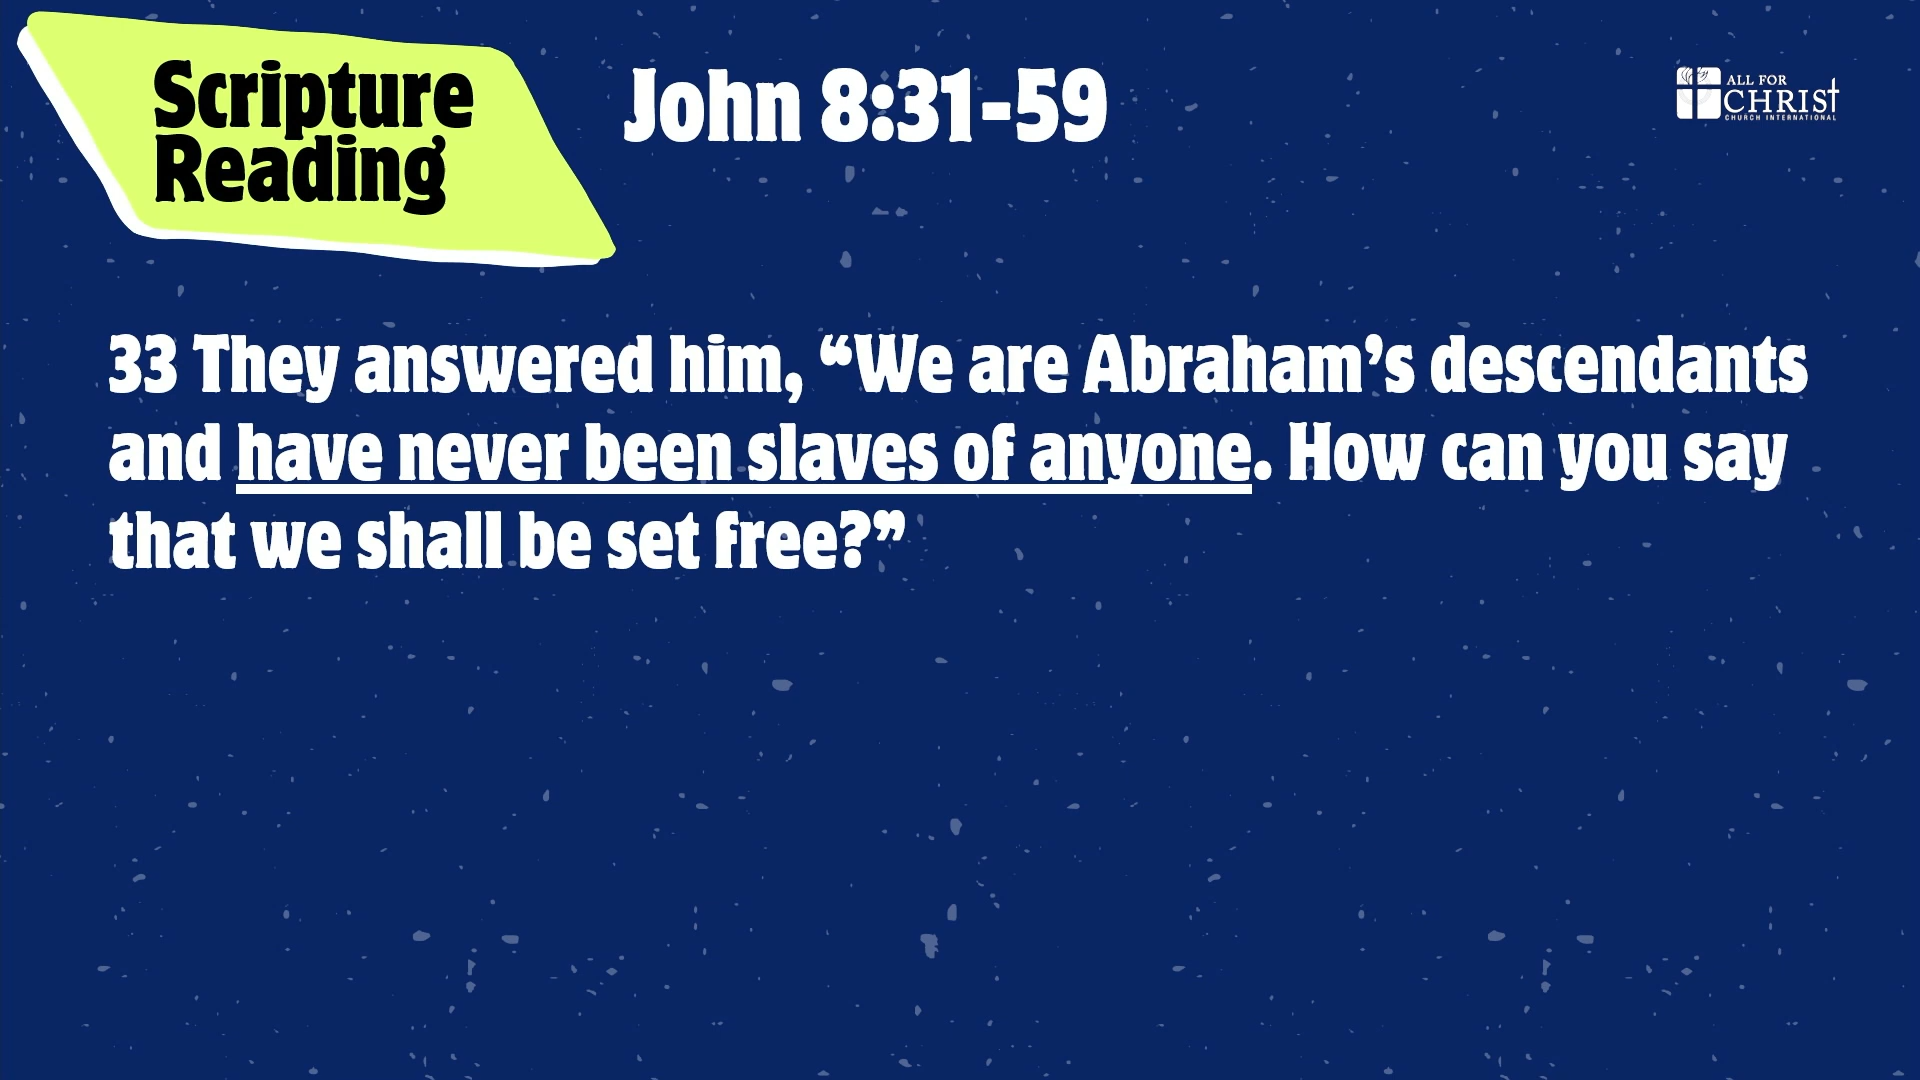 Scripture
Reading
John 8:31-59
ALL FOR
CHRIST
CHURCH INTERNATIONAL
33 They answered him, “We are Abraham’s descendants
and have never been slaves of anyone. How can you say
that we shall be set free?”